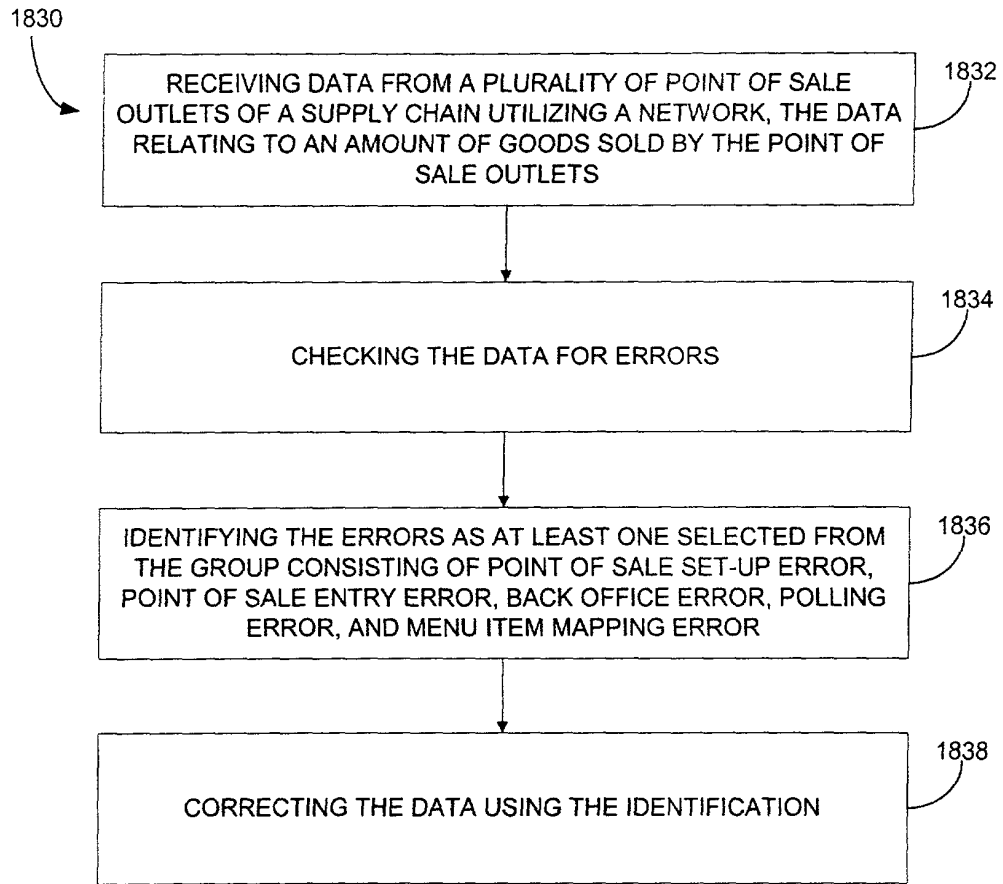 1830
1832
RECEIVING DATA FROM A PLURALITY OF POINT OF SALE
OUTLETS OF A SUPPLY CHAIN UTILIZING A NETWORK, THE DATA
RELATING TO AN AMOUNT OF GOODS SOLD BY THE POINT OF
SALE OUTLETS
1834
CHECKING THE DATA FOR ERRORS
1836
IDENTIFYING THE ERRORS AS AT LEAST ONE SELECTED FROM
THE GROUP CONSISTING OF POINT OF SALE SET-UP ERROR,
POINT OF SALE ENTRY ERROR, BACK OFFICE ERROR, POLLING
ERROR, AND MENU ITEM MAPPING ERROR
1838
CORRECTING THE DATA USING THE IDENTIFICATION